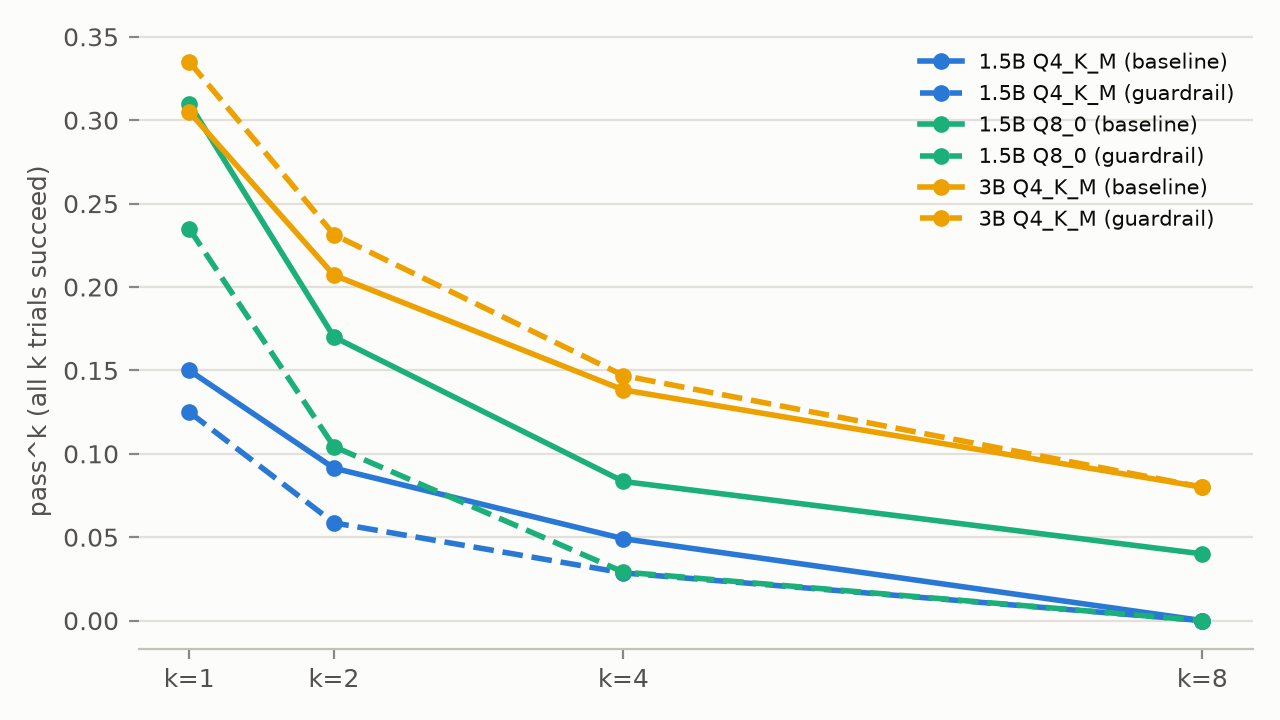 0.35
0.30
0.25
0.20
0.15
0.10
0.05
0.00
pass^k (all k trials succeed)
1.5B Q4_K_M (baseline)
1.5B Q4_K_M (guardrail)
1.5B Q8_0 (baseline)
1.5B Q8_0 (guardrail)
3B Q4_K_M (baseline)
3B Q4_K_M (guardrail)
k=1 k=2 k=4 k=8